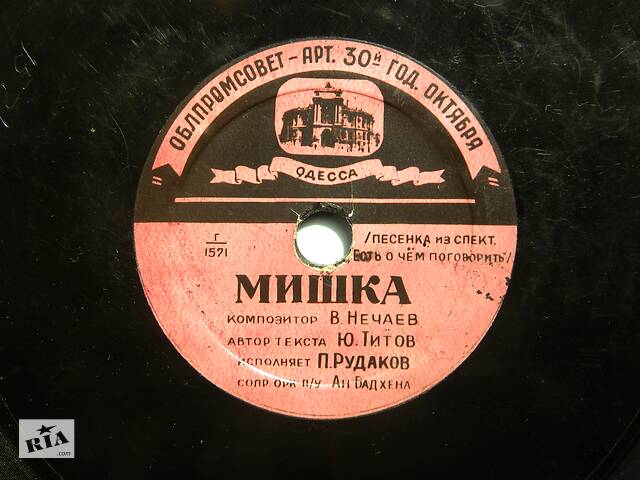 ОБЛПРОМСОВЕТ - АРТ. 30й ГОД. ОКТЯБРЯ
ОДЕССА
Г
1571
/ПЕСЕНКА ИЗ СПЕКТ.
ЕСТЬ О ЧЁМ ПОГОВОРИТЬ/
МИШКА
КОМПОЗИТОР В. НЕЧАЕВ
АВТОР ТЕКСТА Ю. ТИТОВ
ИСПОЛНЯЕТ П. РУДАКОВ
СОПР ОРК П/У АН БАДХЕНА
RIA
.com